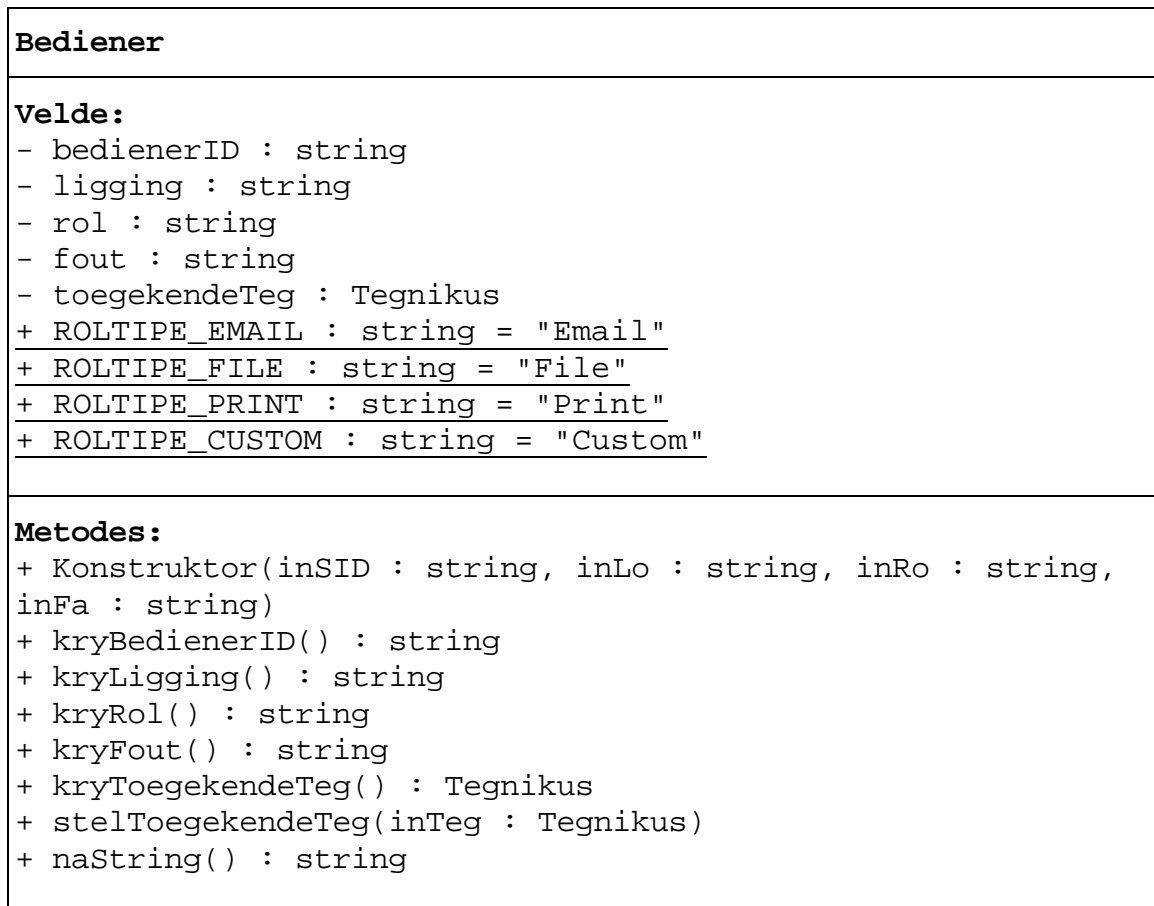 Bediener
Velde:
- bedienerID : string
- ligging : string
- rol : string
- fout : string
- toegekendeTeg : Tegnikus
+ ROLTIPE_EMAIL : string = "Email"
+ ROLTIPE_FILE : string = "File"
+ ROLTIPE_PRINT : string = "Print"
+ ROLTIPE_CUSTOM : string = "Custom"
Metodes:
+ Konstruktor(inSID : string, inLo : string, inRo : string,
inFa : string)
+ kryBedienerID() : string
+ kryLigging() : string
+ kryRol() : string
+ kryFout() : string
+ kryToegekendeTeg() : Tegnikus
+ stelToegekendeTeg(inTeg : Tegnikus)
+ naString() : string